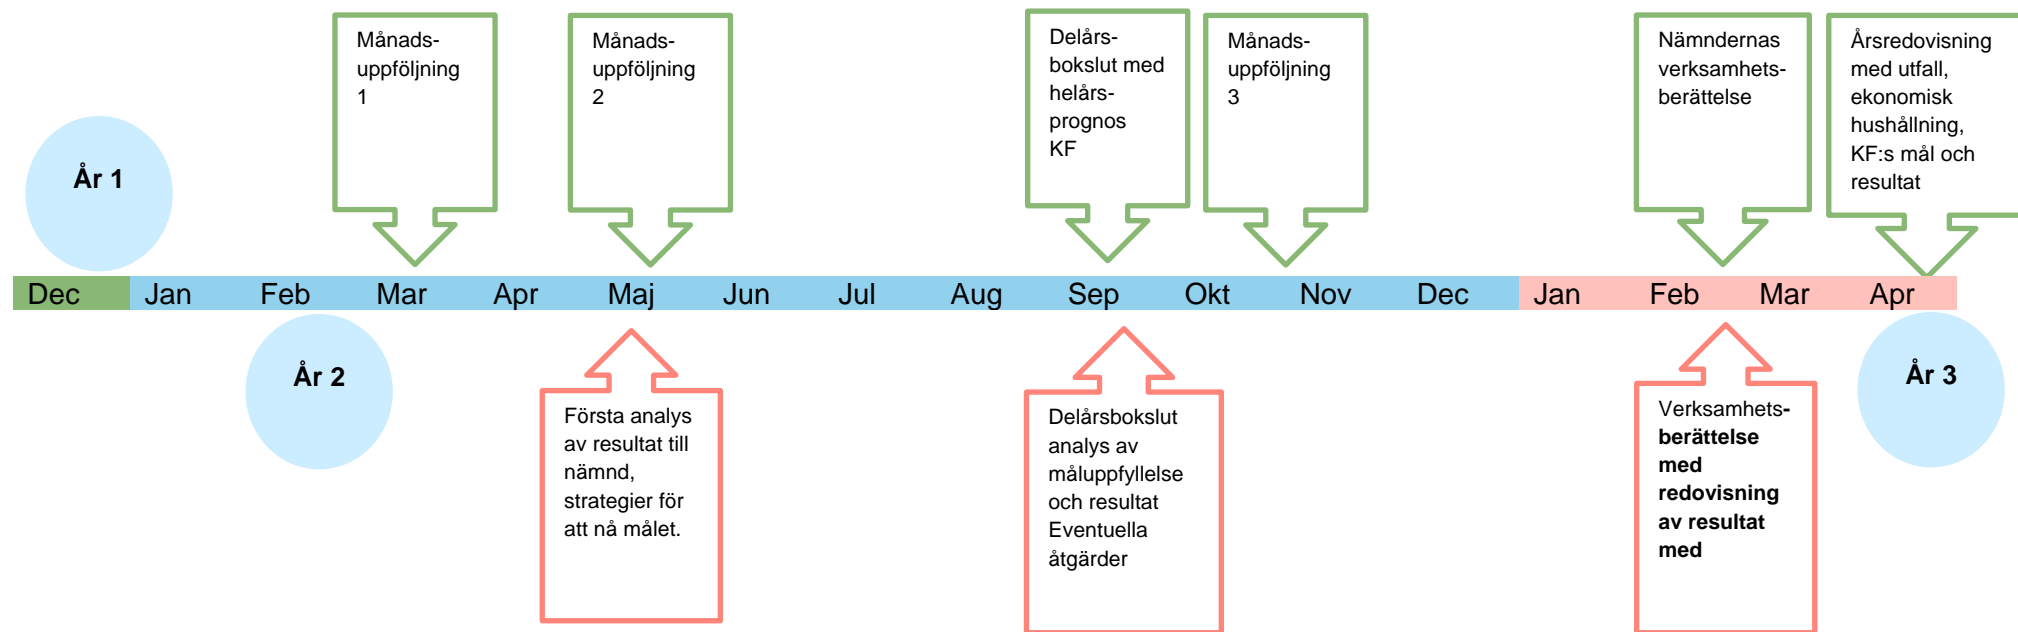 Månads-
uppföljning
1
Månads-
uppföljning
2
Delårs-
bokslut med
helårs-
prognos
KF
Månads-
uppföljning
3
Nämndernas
verksamhets-
berättelse
Årsredovisning
med utfall,
ekonomisk
hushållning,
KF:s mål och
resultat
År 1
Dec Jan Feb Mar Apr Maj Jun Jul Aug Sep Okt Nov Dec Jan Feb Mar Apr
År 2
År 3
Första analys
av resultat till
nämnd,
strategier för
att nå målet.
Delårsbokslut
analys av
måluppfyllelse
och resultat
Eventuella
åtgärder
Verksamhets-
berättelse
med
redovisning
av resultat
med